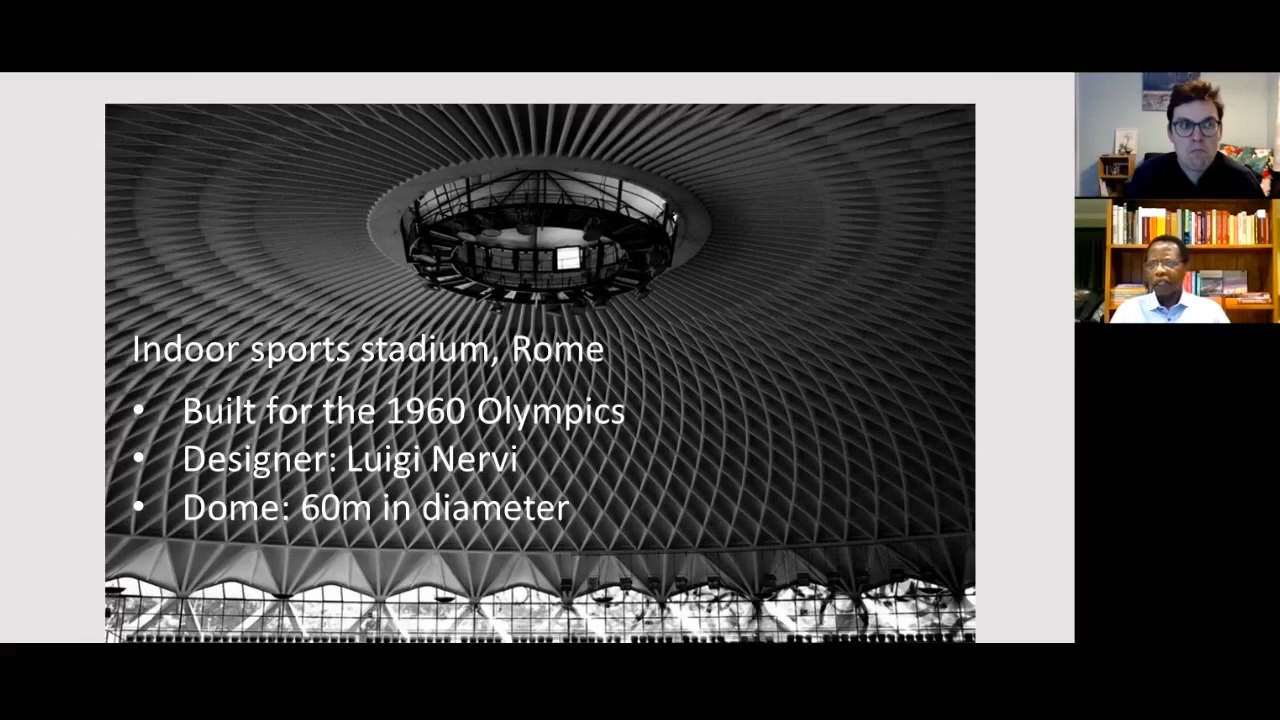 Indoor sports stadium, Rome
• Built for the 1960 Olympics
• Designer: Luigi Nervi
• Dome: 60m in diameter